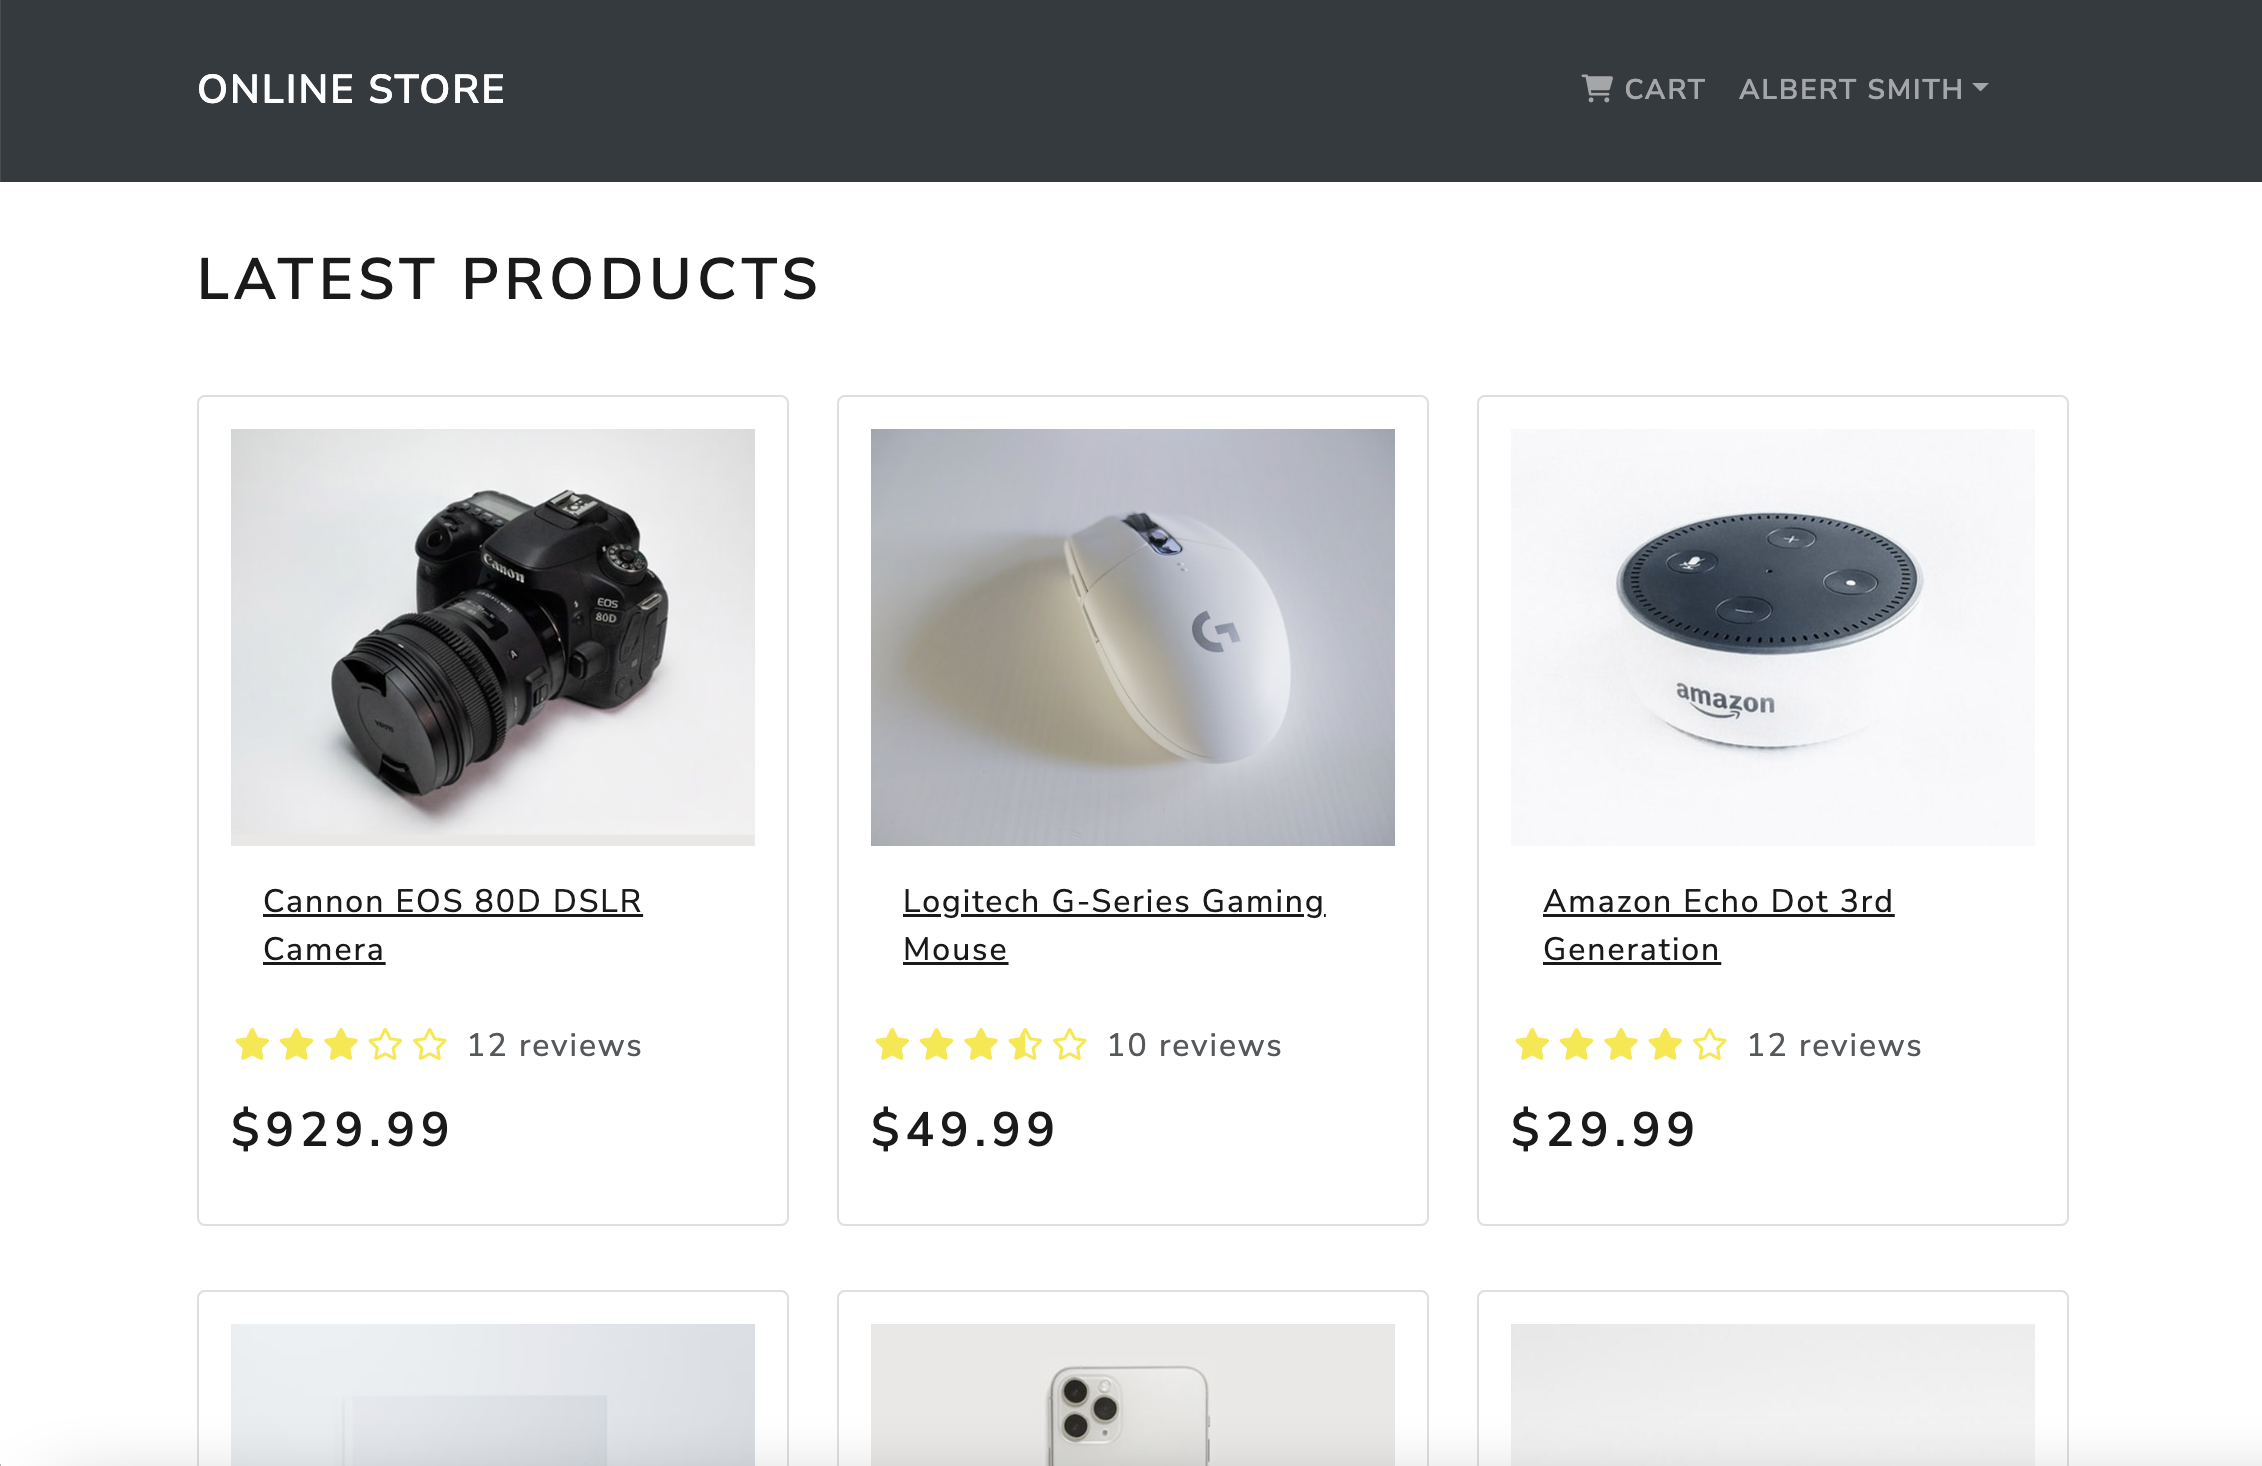 ONLINE STORE
CART
ALBERT SMITH
LATEST PRODUCTS
Canon
EOS
80D
A
amazon
Cannon EOS 80D DSLR
Camera
Logitech G-Series Gaming
Mouse
Amazon Echo Dot 3rd
Generation
12 reviews
10 reviews
12 reviews
$929.99
$49.99
$29.99